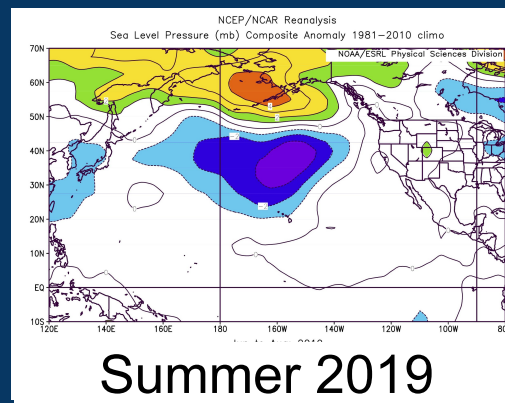 NCEP/NCAR Reanalysis
Sea Level Pressure (mb) Composite Anomaly 1981-2010 climo
NOAA/ESRL Physical Sciences Division
70N
60N
50N
40N
30N
20N
10N
EQ
10S
120E 140E 160E 180 160W 140W 120W 100W
Summer 2019